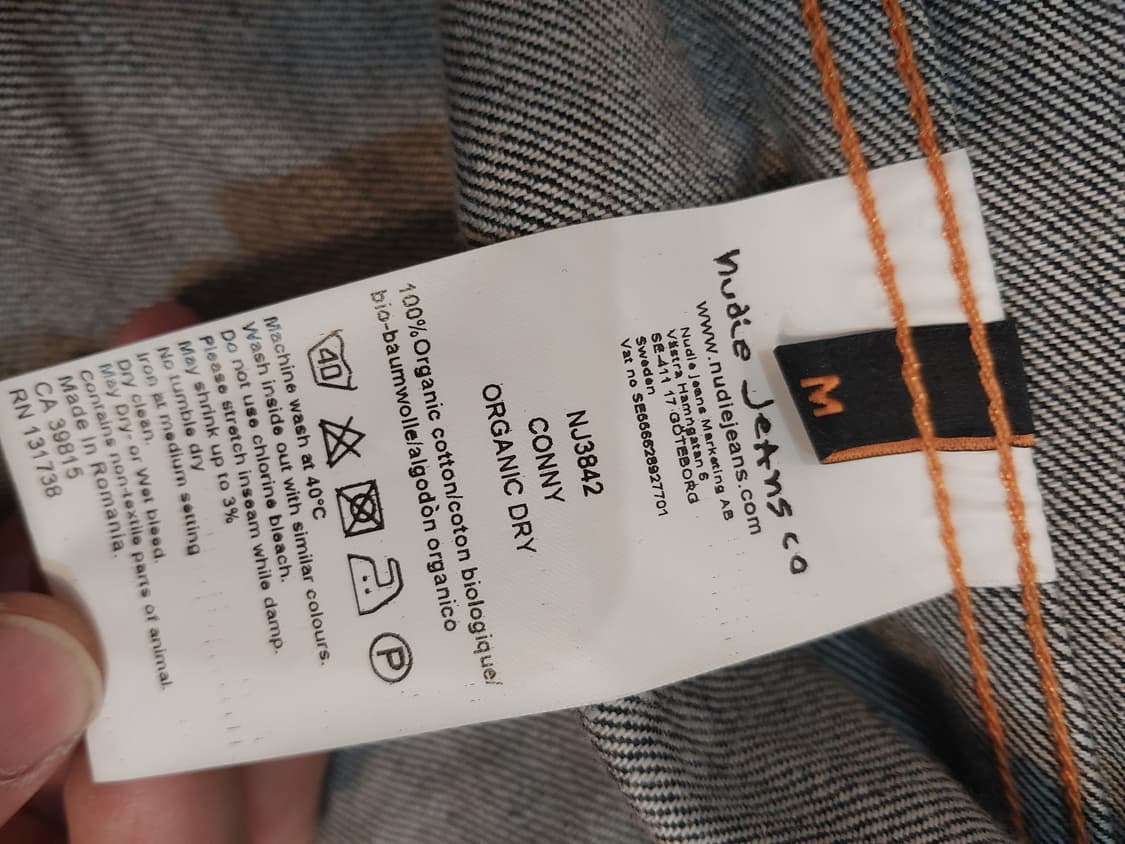 M
nudie Jeans co
www.nudiejeans.com
Nudie Jeans Marketing AB
Västra Hamngatan 6
SE-411 17 GÖTEBORG
Sweden
Vat no SE556628927701
NJ3842
CONNY
ORGANIC DRY
100%Organic cotton/coton biologique/
bio-baumwolle/algodòn organico
40
P
Machine wash at 40°C
Wash inside out with similar colours.
Do not use chlorine bleach.
Please stretch inseam while damp.
May shrink up to 3%
No tumble dry
Iron at medium setting
Dry clean.
May Dry- or Wet bleed.
Contains non-textile parts of animal.
Made In Romania.
CA 39815
RN 131738